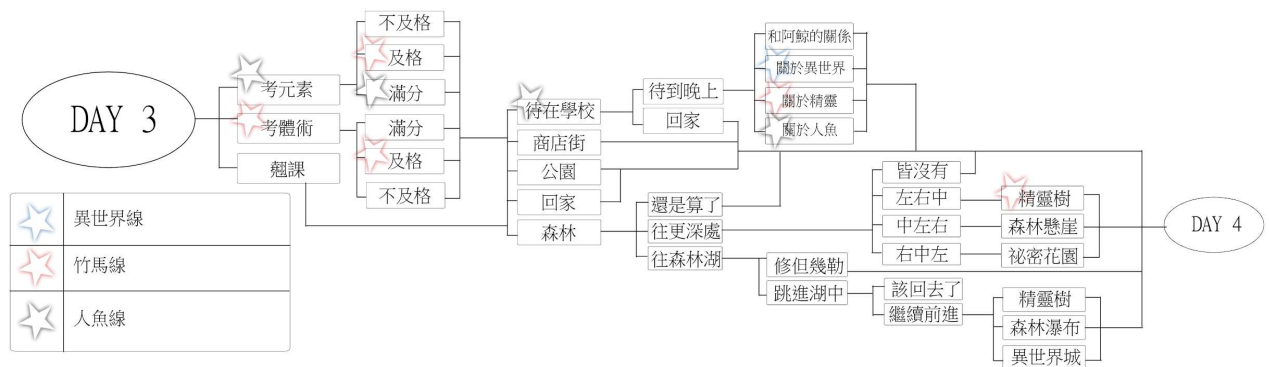 DAY 3
考元素
考體術
翹課
不及格
及格
滿分
滿分
及格
不及格
待在學校
商店街
公園
回家
森林
待到晚上
回家
和阿鯨的關係
關於異世界
關於精靈
關於人魚
還是算了
往更深處
往森林湖
皆沒有
左右中
中左右
右中左
精靈樹
森林懸崖
祕密花園
修但幾勒
跳進湖中
該回去了
繼續前進
精靈樹
森林瀑布
異世界城
DAY 4
異世界線
竹馬線
人魚線